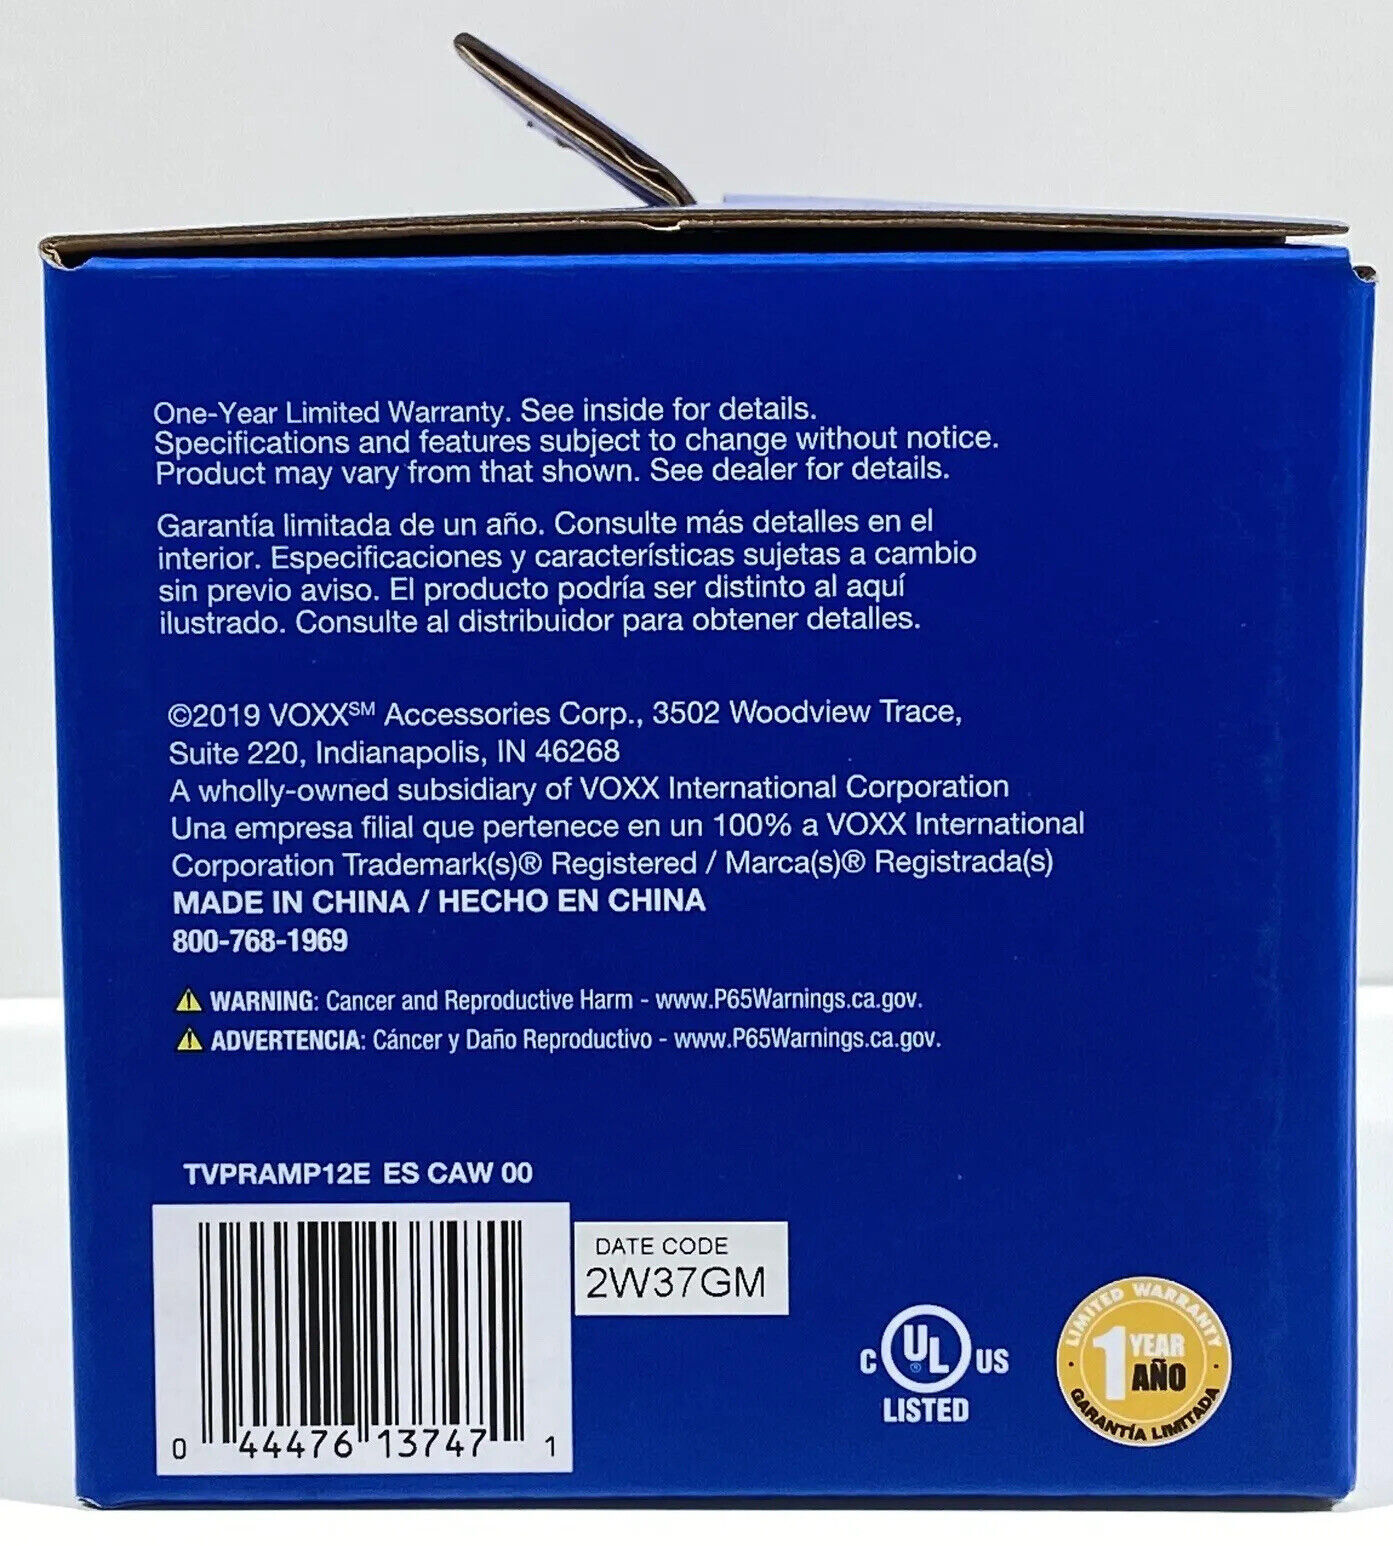 One-Year Limited Warranty. See inside for details.
Specifications and features subject to change without notice.
Product may vary from that shown. See dealer for details.
Garantía limitada de un año. Consulte más detalles en el
interior. Especificaciones y características sujetas a cambio
sin previo aviso. El producto podría ser distinto al aquí
ilustrado. Consulte al distribuidor para obtener detalles.
©2019 VOXX℠ Accessories Corp., 3502 Woodview Trace,
Suite 220, Indianapolis, IN 46268
A wholly-owned subsidiary of VOXX International Corporation
Una empresa filial que pertenece en un 100% a VOXX International
Corporation Trademark(s)® Registered / Marca(s)® Registrada(s)
MADE IN CHINA / HECHO EN CHINA
800-768-1969
WARNING: Cancer and Reproductive Harm - www.P65Warnings.ca.gov.
ADVERTENCIA: Cáncer y Daño Reproductivo - www.P65Warnings.ca.gov.
TVPRAMP12E ES CAW 00
0 44476 13747 1
DATE CODE
2W37GM
C UL® US
LISTED
LIMITED WARRANTY
1 YEAR
AÑO
GARANTÍA LIMITADA